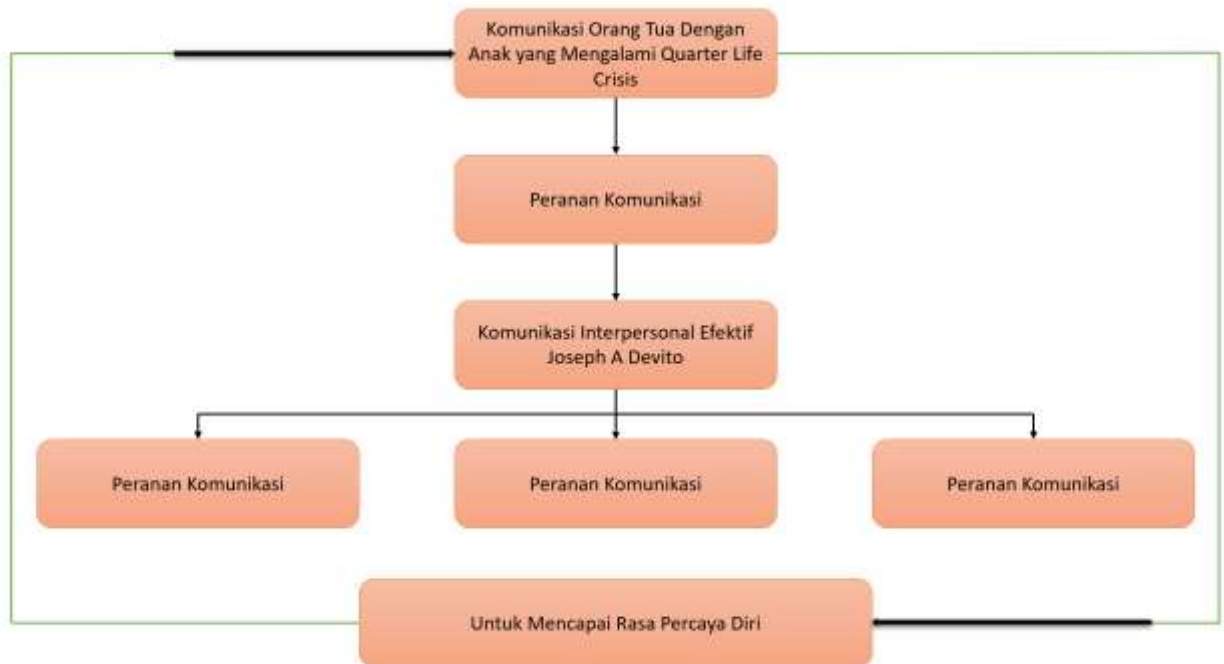 Komunikasi Orang Tua Dengan
Anak yang Mengalami Quarter Life
Crisis
Peranan Komunikasi
Komunikasi Interpersonal Efektif
Joseph A Devito
Peranan Komunikasi
Peranan Komunikasi
Peranan Komunikasi
Untuk Mencapai Rasa Percaya Diri